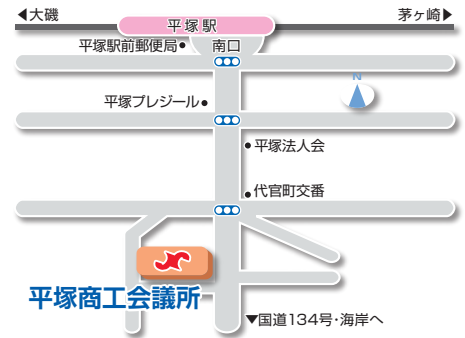 ◀大磯
茅ヶ崎▶
平塚駅
平塚駅前郵便局●
南口
N
平塚プレジール●
●平塚法人会
●代官町交番
平塚商工会議所
▼国道134号・海岸へ